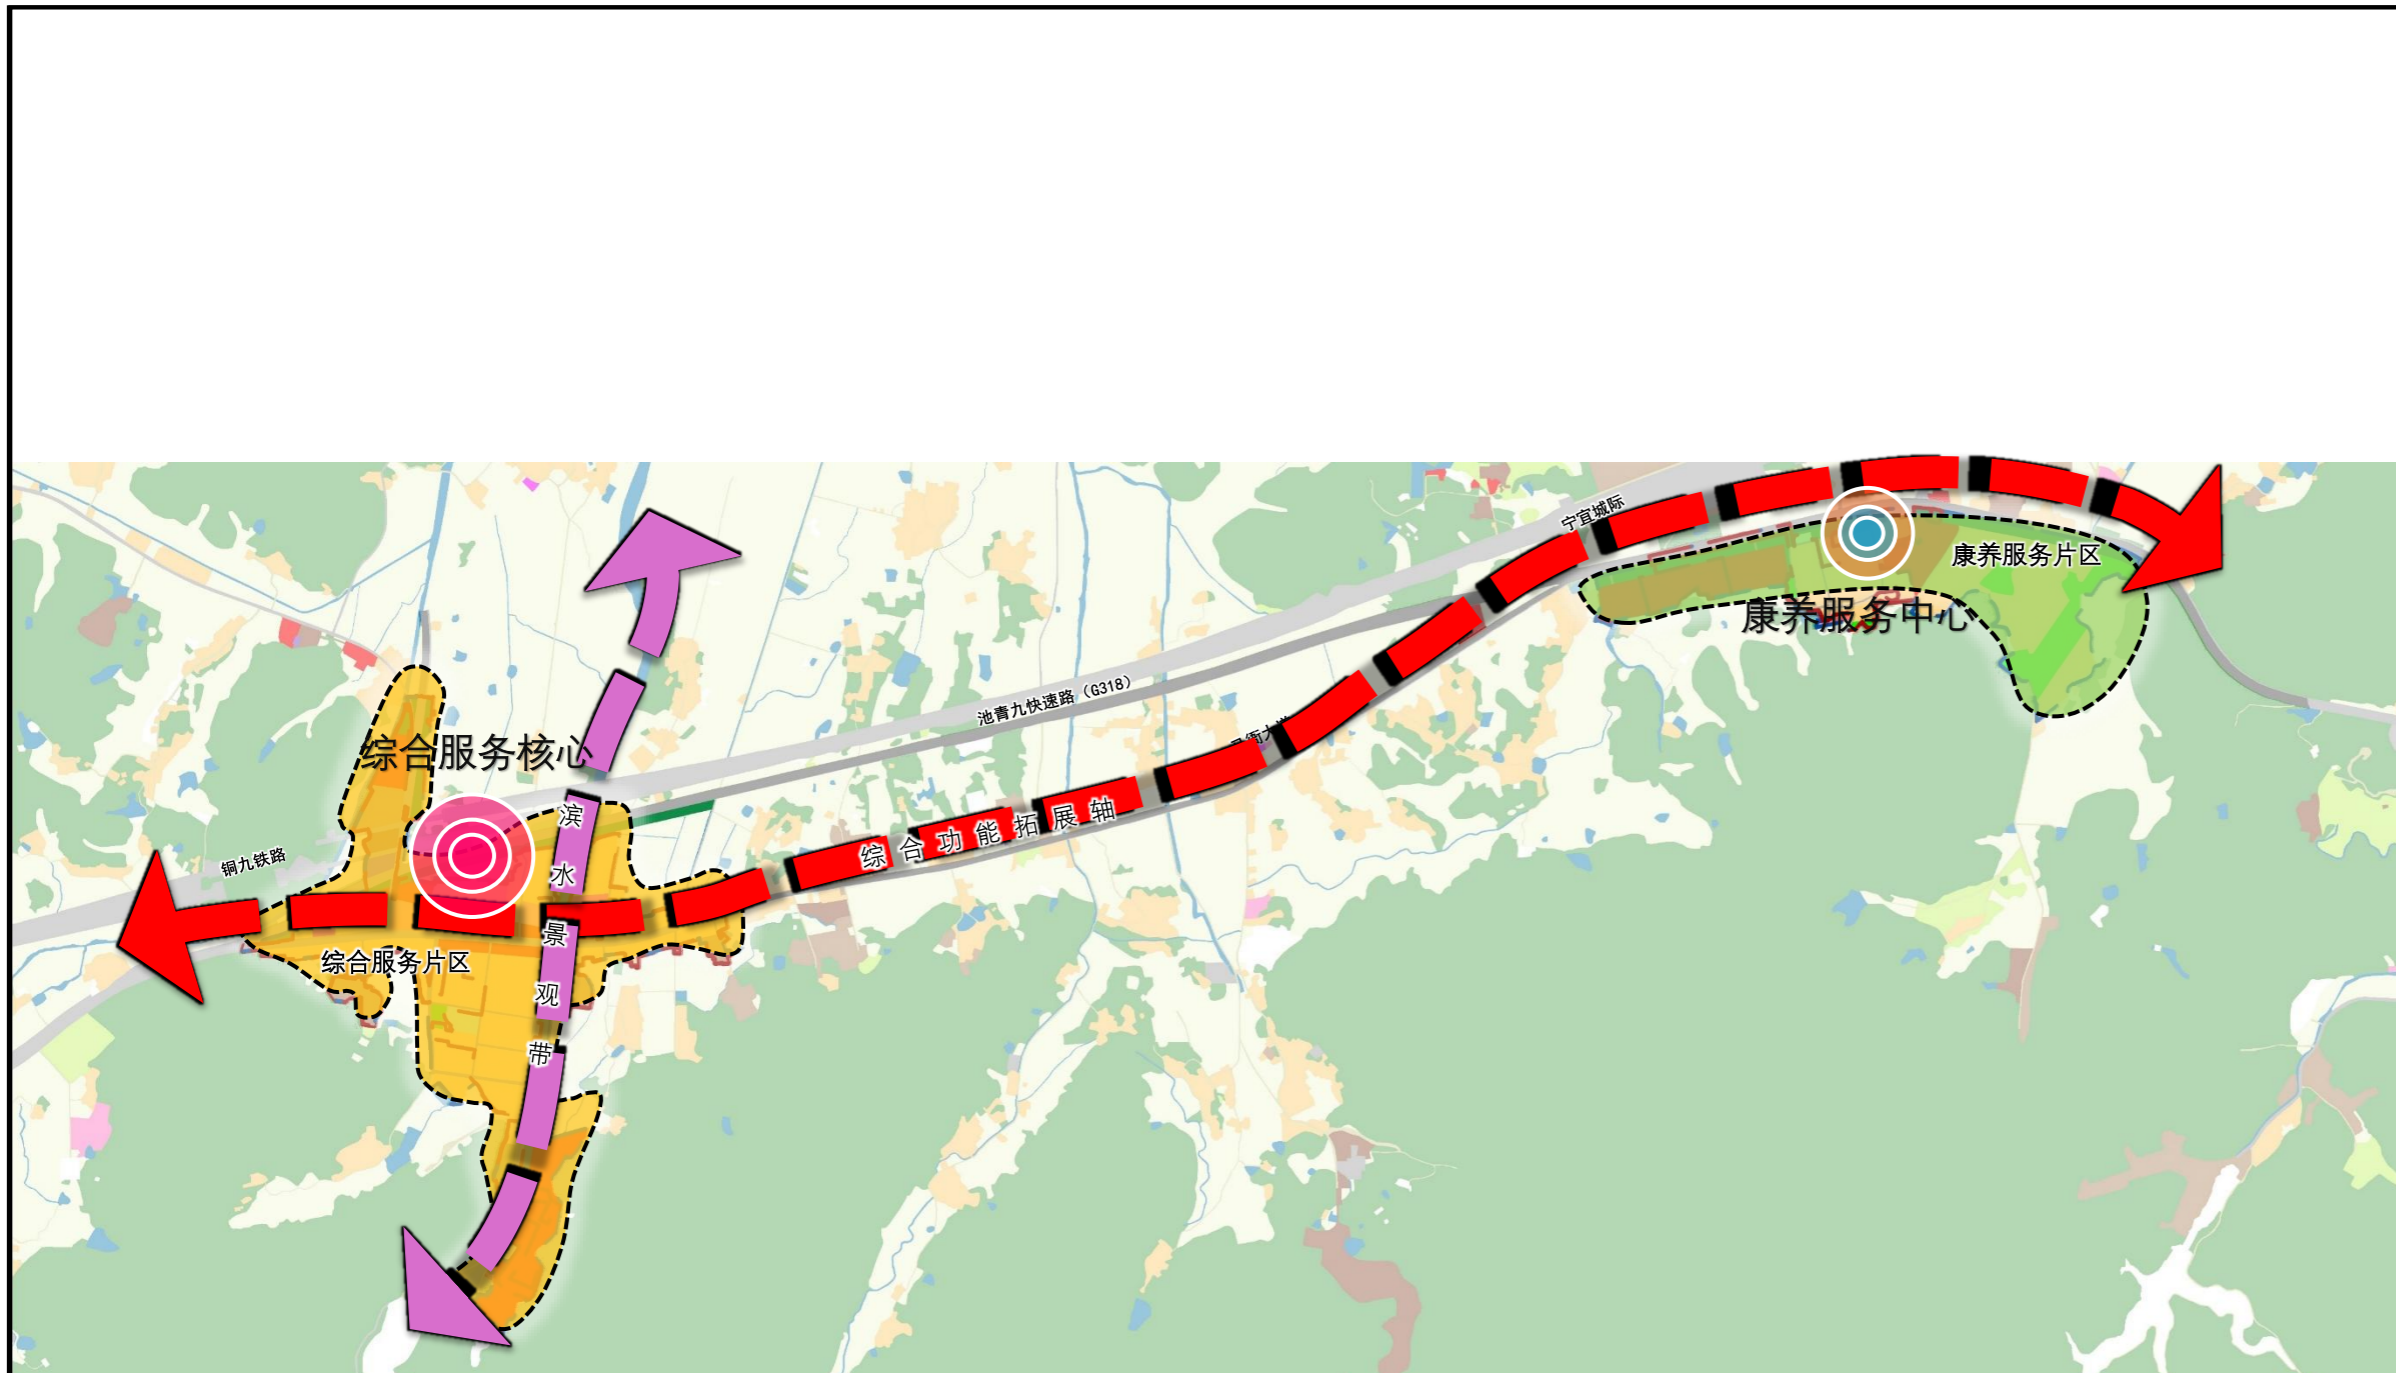 宁宜城际
康养服务片区
康养服务中心
池青九快速路（G318）
综合服务核心
综合功能拓展轴
滨水景观带
铜九铁路
综合服务片区